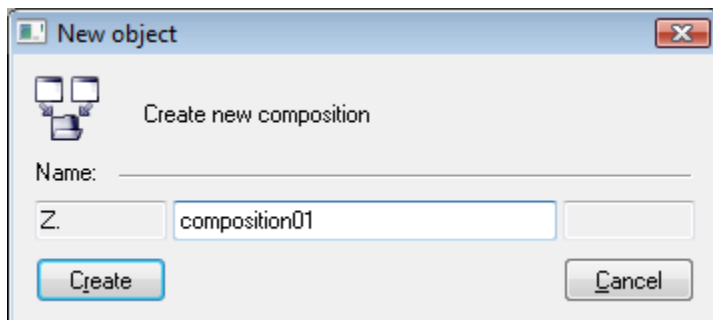 New object
Create new composition
Name:
Z. composition01
Create Cancel